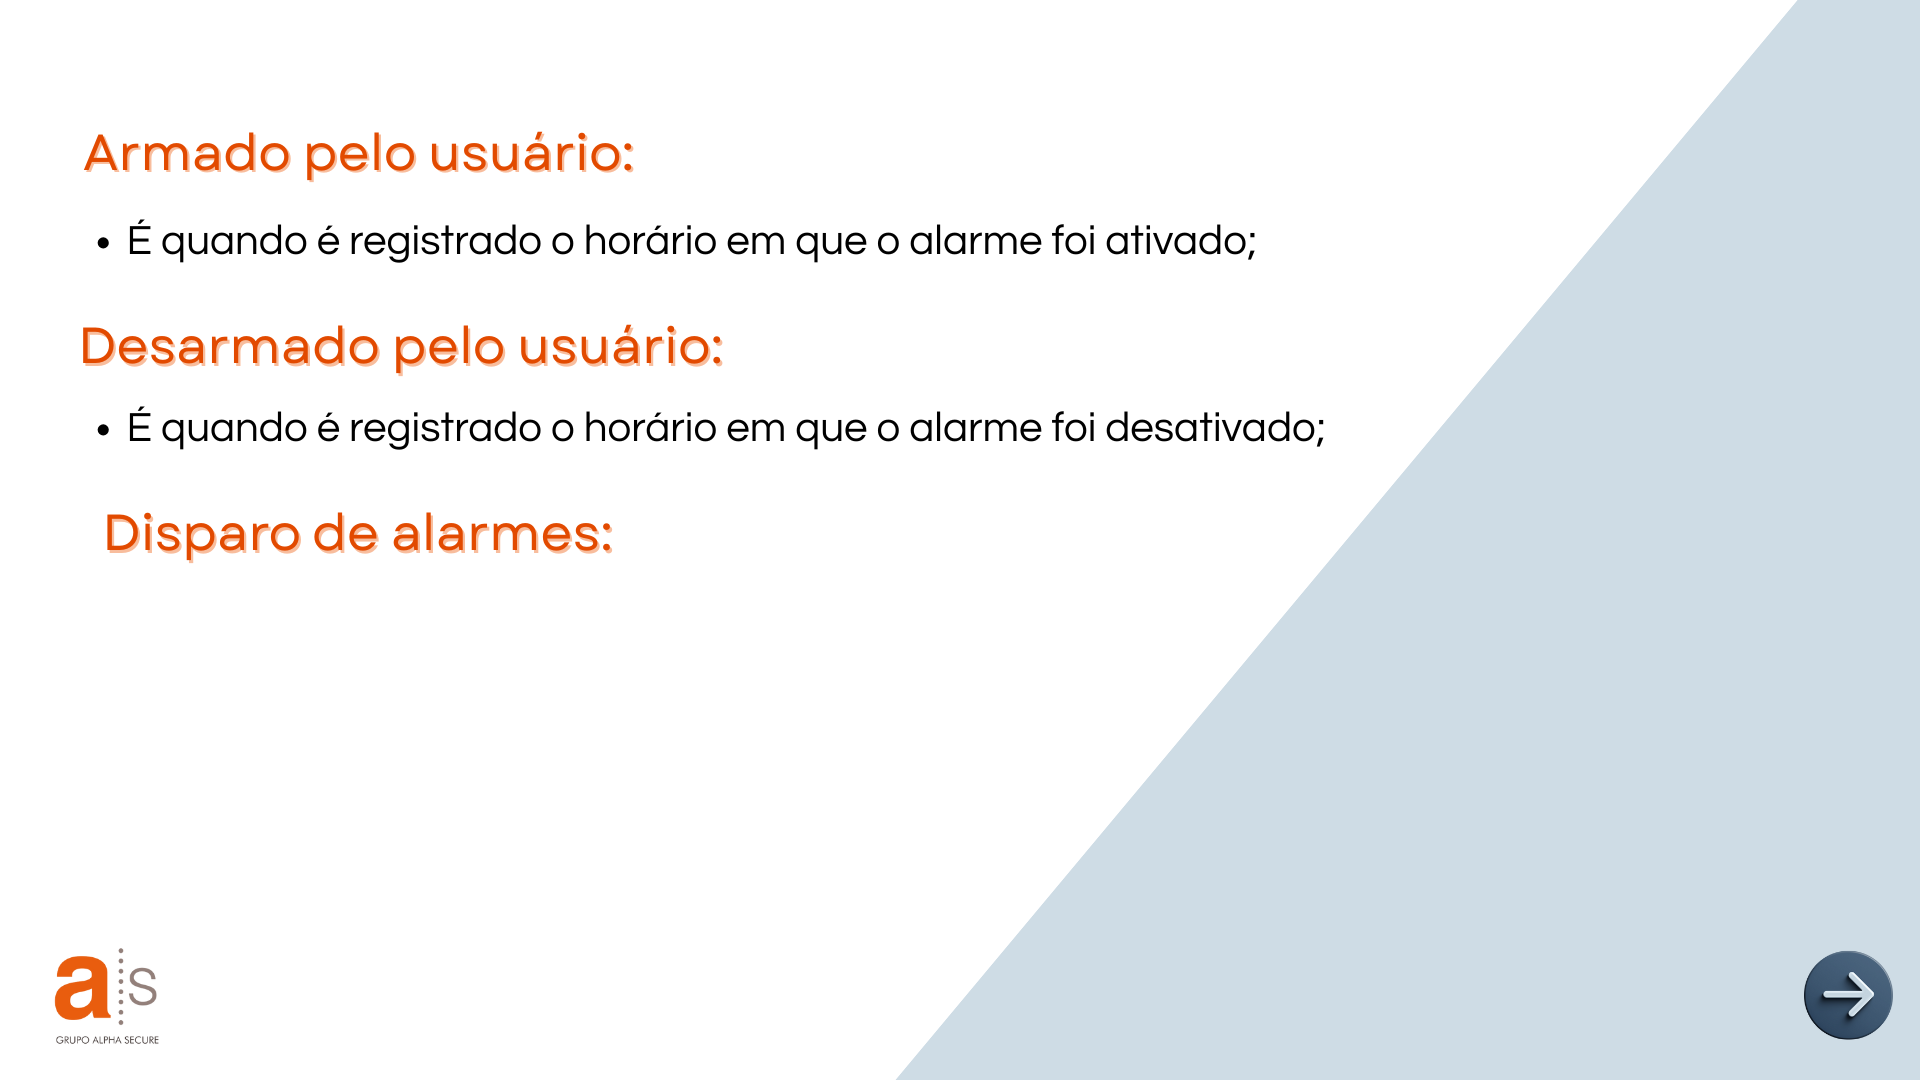 Armado pelo usuário:
• É quando é registrado o horário em que o alarme foi ativado;
Desarmado pelo usuário:
• É quando é registrado o horário em que o alarme foi desativado;
Disparo de alarmes:
a s
GRUPO ALPHA SECURE